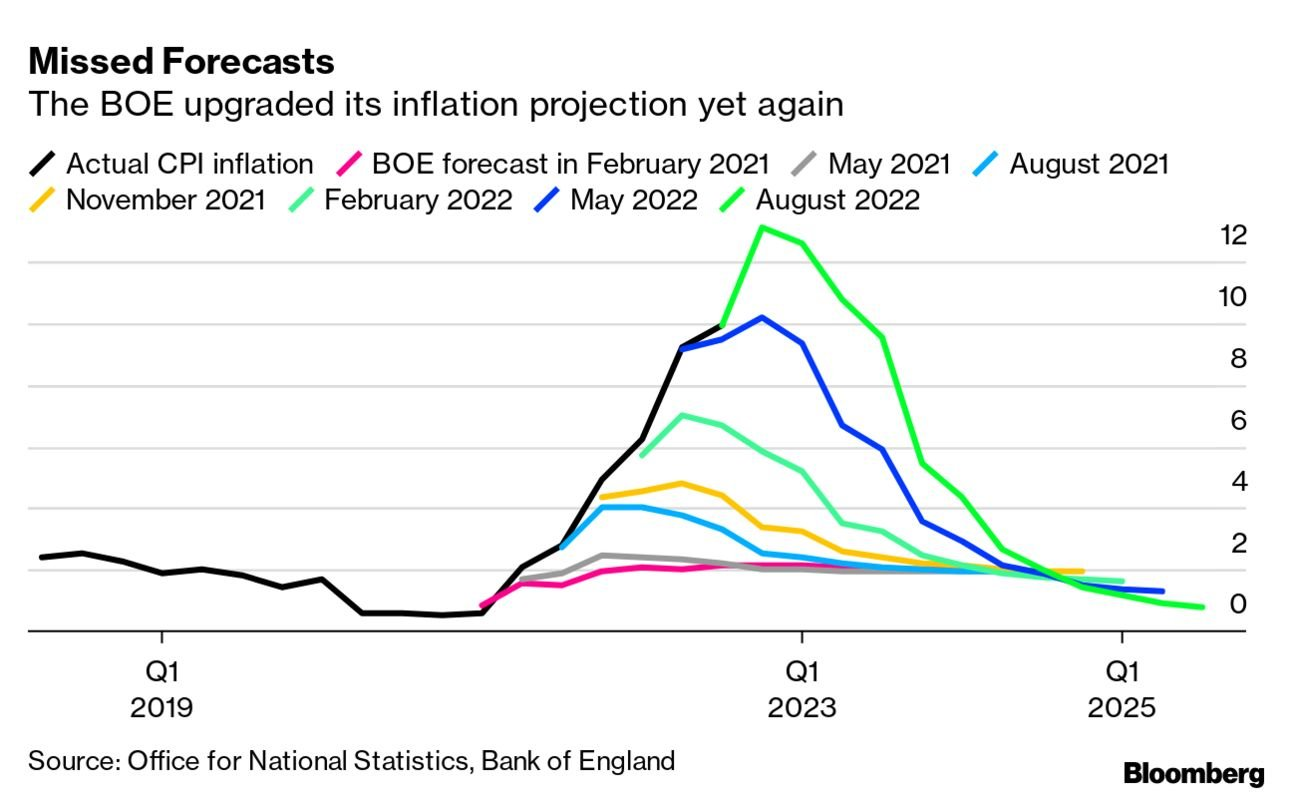 Missed Forecasts
The BOE upgraded its inflation projection yet again
Actual CPI inflation BOE forecast in February 2021 May 2021 August 2021
November 2021 February 2022 May 2022 August 2022
12
10
8
6
4
2
0
Q1 Q1 Q1
2019 2023 2025
Source: Office for National Statistics, Bank of England
Bloomberg